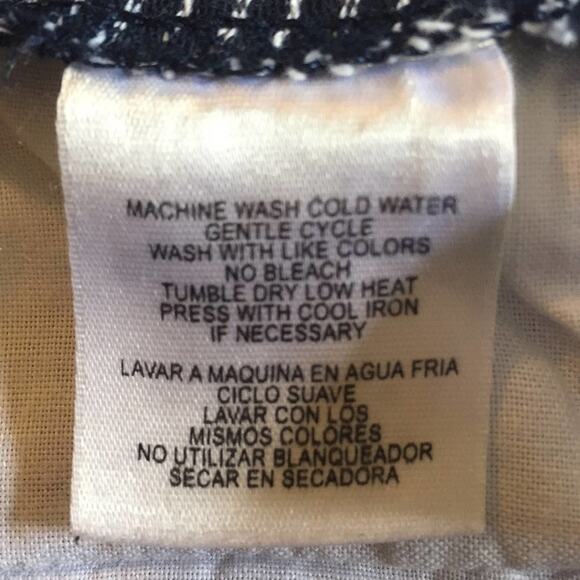 MACHINE WASH COLD WATER
GENTLE CYCLE
WASH WITH LIKE COLORS
NO BLEACH
TUMBLE DRY LOW HEAT
PRESS WITH COOL IRON
IF NECESSARY
LAVAR A MAQUINA EN AGUA FRIA
CICLO SUAVE
LAVAR CON LOS
MISMOS COLORES
NO UTILIZAR BLANQUEADOR
SECAR EN SECADORA